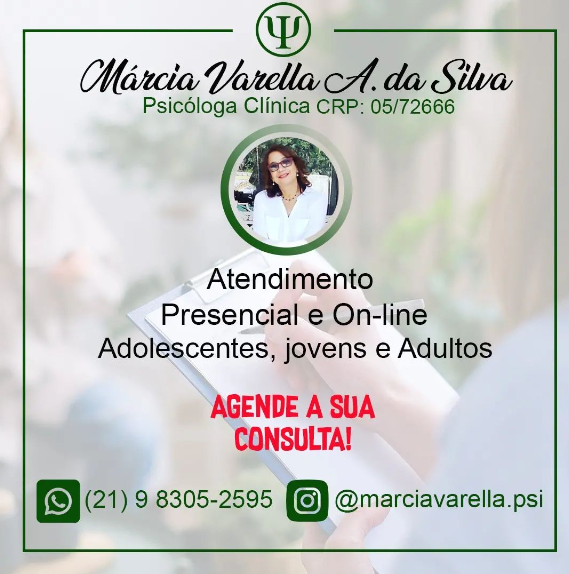 Ψ
Márcia Varella A. da Silva
Psicóloga Clínica CRP: 05/72666
Atendimento
Presencial e On-line
Adolescentes, jovens e Adultos
AGENDE A SUA
CONSULTA!
(21) 9 8305-2595 @marciavarella.psi